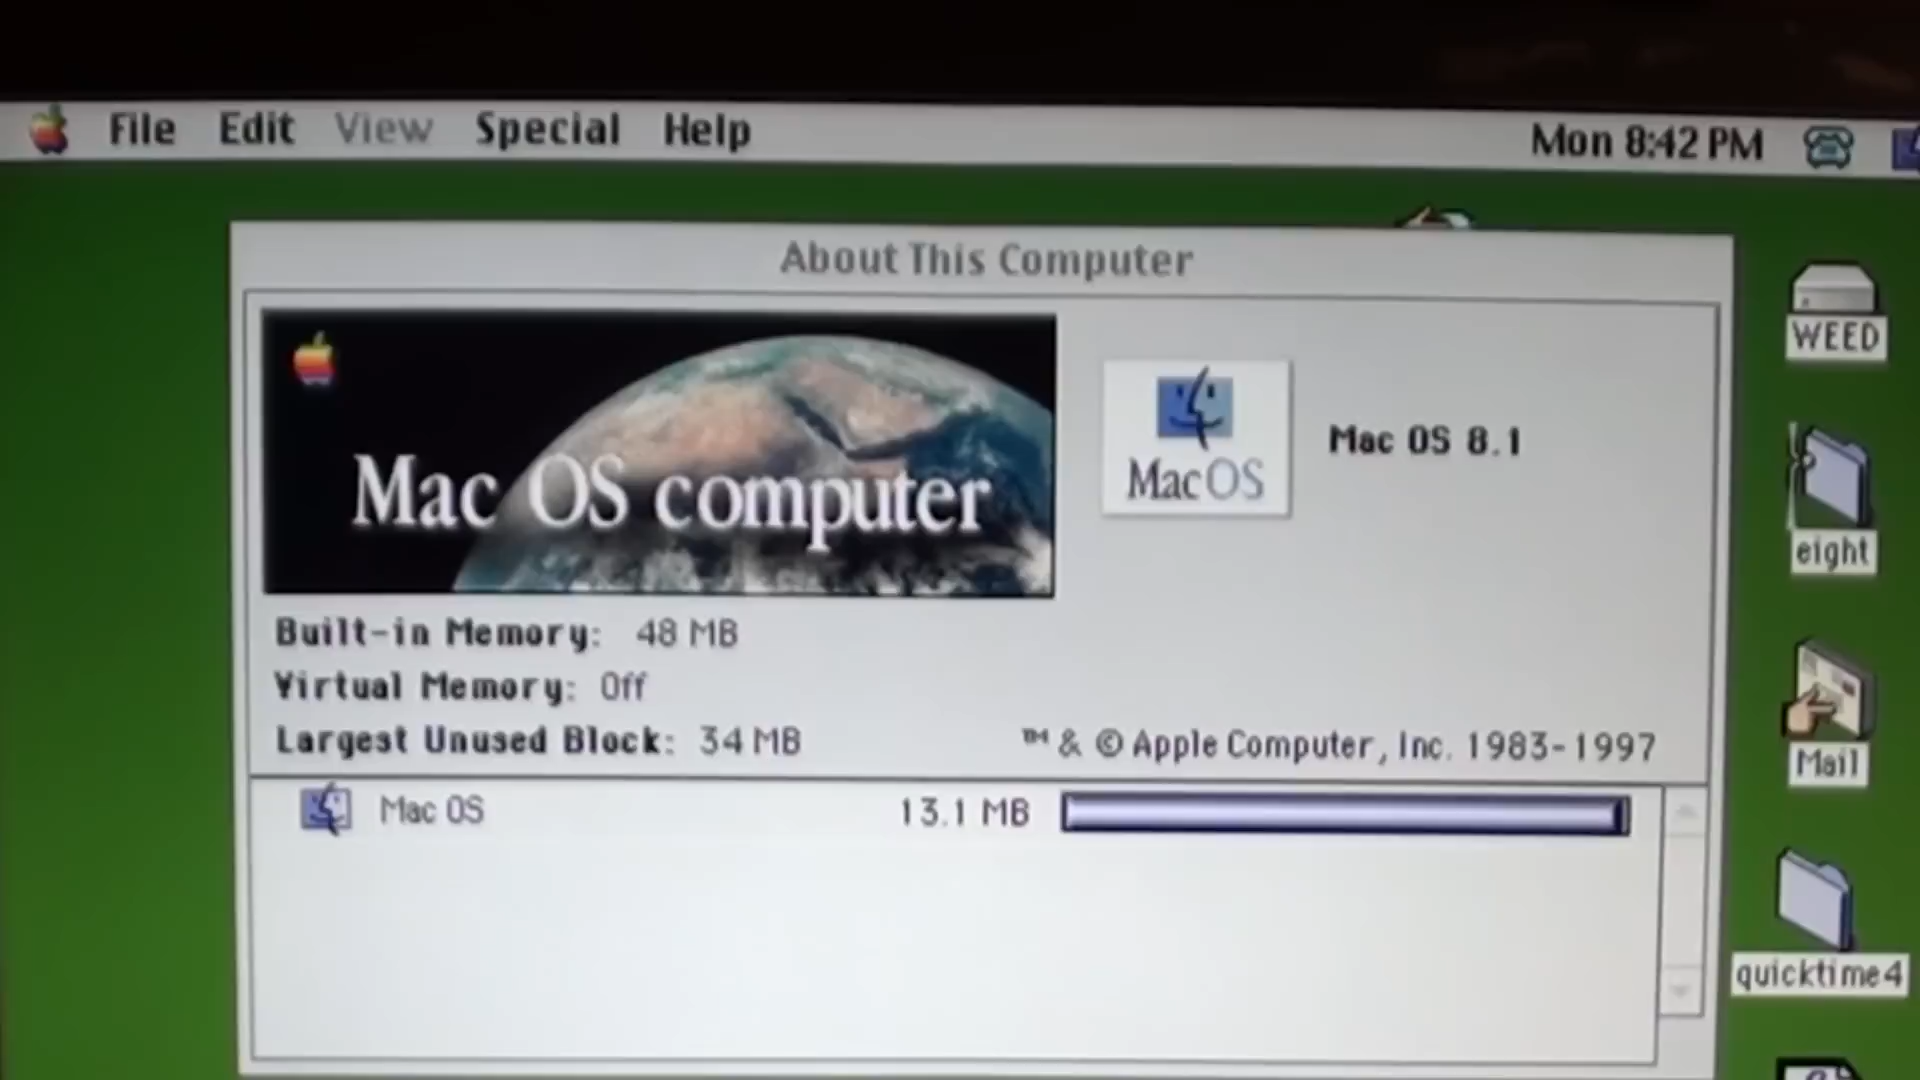 File Edit View Special Help Mon 8:42 PM
About This Computer
Mac OS computer
MacOS
Mac OS 8.1
Built-in Memory: 48 MB
Virtual Memory: Off
Largest Unused Block: 34 MB
™ & © Apple Computer, Inc. 1983-1997
Mac OS 13.1 MB
WEED
eight
Mail
quicktime4